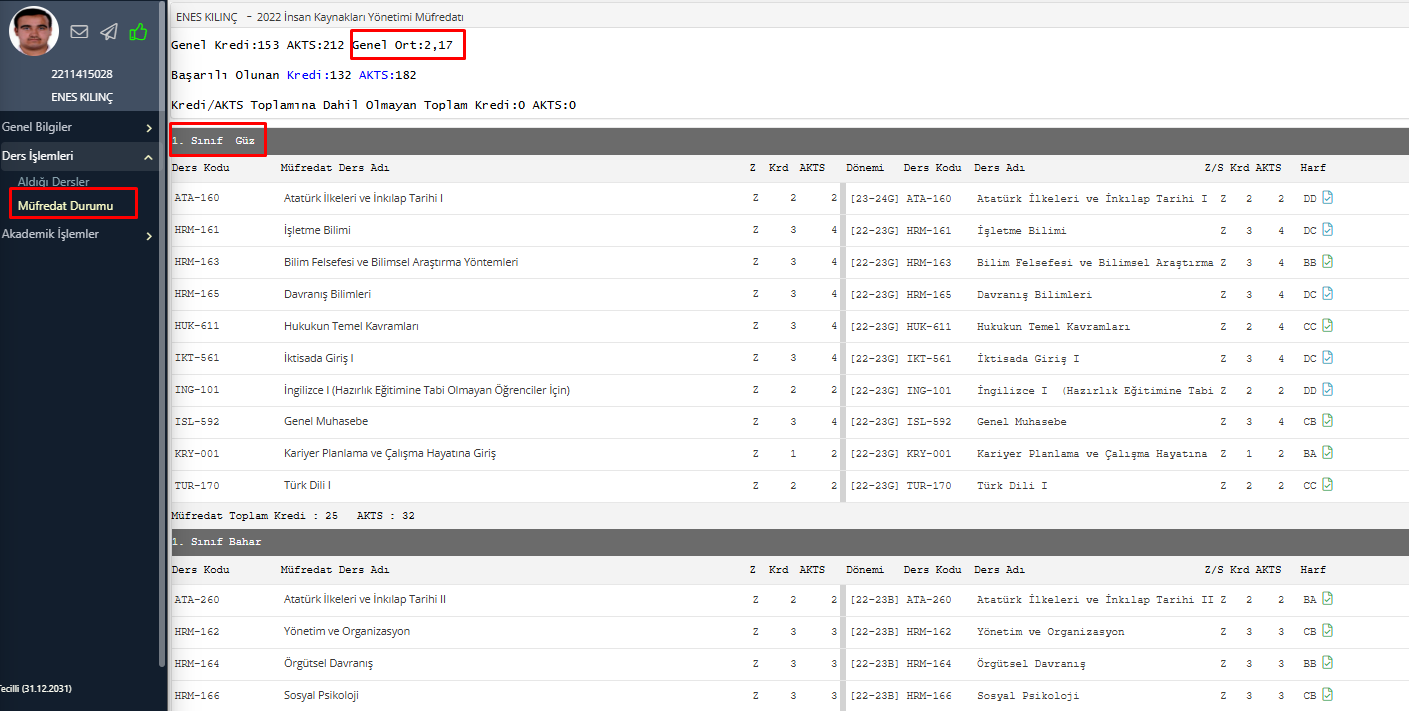 2211415028
ENES KILINÇ
Genel Bilgiler
Ders İşlemleri
Aldığı Dersler
Müfredat Durumu
Akademik İşlemler
(31.12.2031)
ENES KILINÇ - 2022 İnsan Kaynakları Yönetimi Müfredatı
Genel Kredi:153 AKTS:212 Genel Ort:2,17
Başarılı Olunan Kredi:132 AKTS:182
Kredi/AKTS Toplamına Dahil Olmayan Toplam Kredi:0 AKTS:0
1. Sınıf Güz
Ders Kodu Müfredat Ders Adı Z Krd AKTS Dönemi Ders Kodu Ders Adı Z/S Krd AKTS Harf
ATA-160 Atatürk İlkeleri ve İnkılap Tarihi I Z 2 2 [23-24G] ATA-160 Atatürk İlkeleri ve İnkılap Tarihi I Z 2 2 DD
HRM-161 İşletme Bilimi Z 3 4 [22-23G] HRM-161 İşletme Bilimi Z 3 4 DC
HRM-163 Bilim Felsefesi ve Bilimsel Araştırma Yöntemleri Z 3 4 [22-23G] HRM-163 Bilim Felsefesi ve Bilimsel Araştırma Z 3 4 BB
HRM-165 Davranış Bilimleri Z 3 4 [22-23G] HRM-165 Davranış Bilimleri Z 3 4 DC
HUK-611 Hukukun Temel Kavramları Z 3 4 [22-23G] HUK-611 Hukukun Temel Kavramları Z 2 4 CC
IKT-561 İktisada Giriş I Z 3 4 [22-23G] IKT-561 İktisada Giriş I Z 3 4 DC
ING-101 İngilizce I (Hazırlık Eğitimine Tabi Olmayan Öğrenciler İçin) Z 2 2 [22-23G] ING-101 İngilizce I (Hazırlık Eğitimine Tabi Z 2 2 DD
ISL-592 Genel Muhasebe Z 3 4 [22-23G] ISL-592 Genel Muhasebe Z 3 4 CB
KRY-001 Kariyer Planlama ve Çalışma Hayatına Giriş Z 1 2 [22-23G] KRY-001 Kariyer Planlama ve Çalışma Hayatına Z 1 2 BA
TUR-170 Türk Dili I Z 2 2 [22-23G] TUR-170 Türk Dili I Z 2 2 CC
Müfredat Toplam Kredi : 25 AKTS : 32
1. Sınıf Bahar
Ders Kodu Müfredat Ders Adı Z Krd AKTS Dönemi Ders Kodu Ders Adı Z/S Krd AKTS Harf
ATA-260 Atatürk İlkeleri ve İnkılap Tarihi II Z 2 2 [22-23B] ATA-260 Atatürk İlkeleri ve İnkılap Tarihi II Z 2 2 BA
HRM-162 Yönetim ve Organizasyon Z 3 3 [22-23B] HRM-162 Yönetim ve Organizasyon Z 3 3 CB
HRM-164 Örgütsel Davranış Z 3 3 [22-23B] HRM-164 Örgütsel Davranış Z 3 3 BB
HRM-166 Sosyal Psikoloji Z 3 3 [22-23B] HRM-166 Sosyal Psikoloji Z 3 3 CB